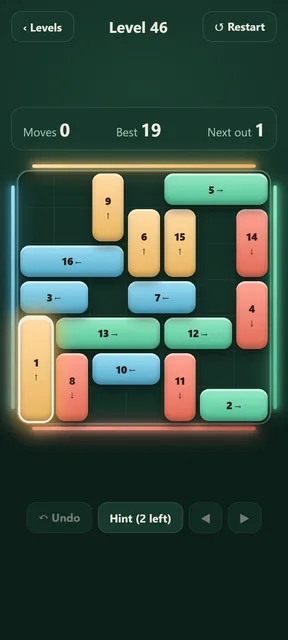 ‹ Levels
Level 46
↺ Restart
Moves 0
Best 19
Next out 1
9 ↑
5→
6 ↑
15 ↑
14 ↓
16←
3←
7←
4 ↓
1 ↑
13→
12→
8 ↓
10←
11 ↓
2→
↶ Undo
Hint (2 left)
◀
▶